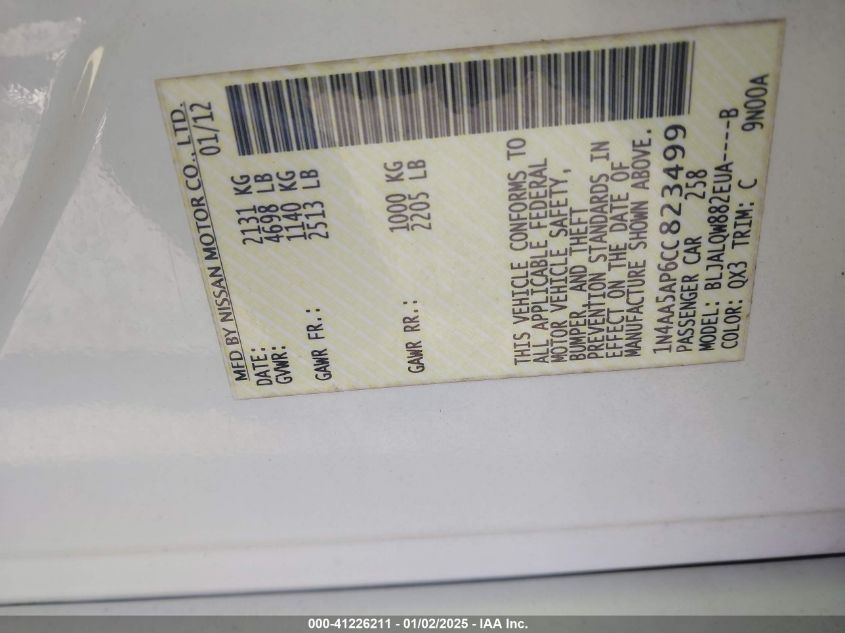 MFD BY NISSAN MOTOR CO., LTD.
DATE: 01/12
GVWR: 2131 KG
4698 LB
GAWR FR.: 1140 KG
2513 LB
GAWR RR.: 1000 KG
2205 LB
THIS VEHICLE CONFORMS TO
ALL APPLICABLE FEDERAL
MOTOR VEHICLE SAFETY,
BUMPER, AND THEFT
PREVENTION STANDARDS IN
EFFECT ON THE DATE OF
MANUFACTURE SHOWN ABOVE.
1N4AA5AP6CC823499
PASSENGER CAR 258
MODEL: BLJALQW882EUA----B
COLOR: QX3 TRIM: C 9N00A
000-41226211 - 01/02/2025 - IAA Inc.